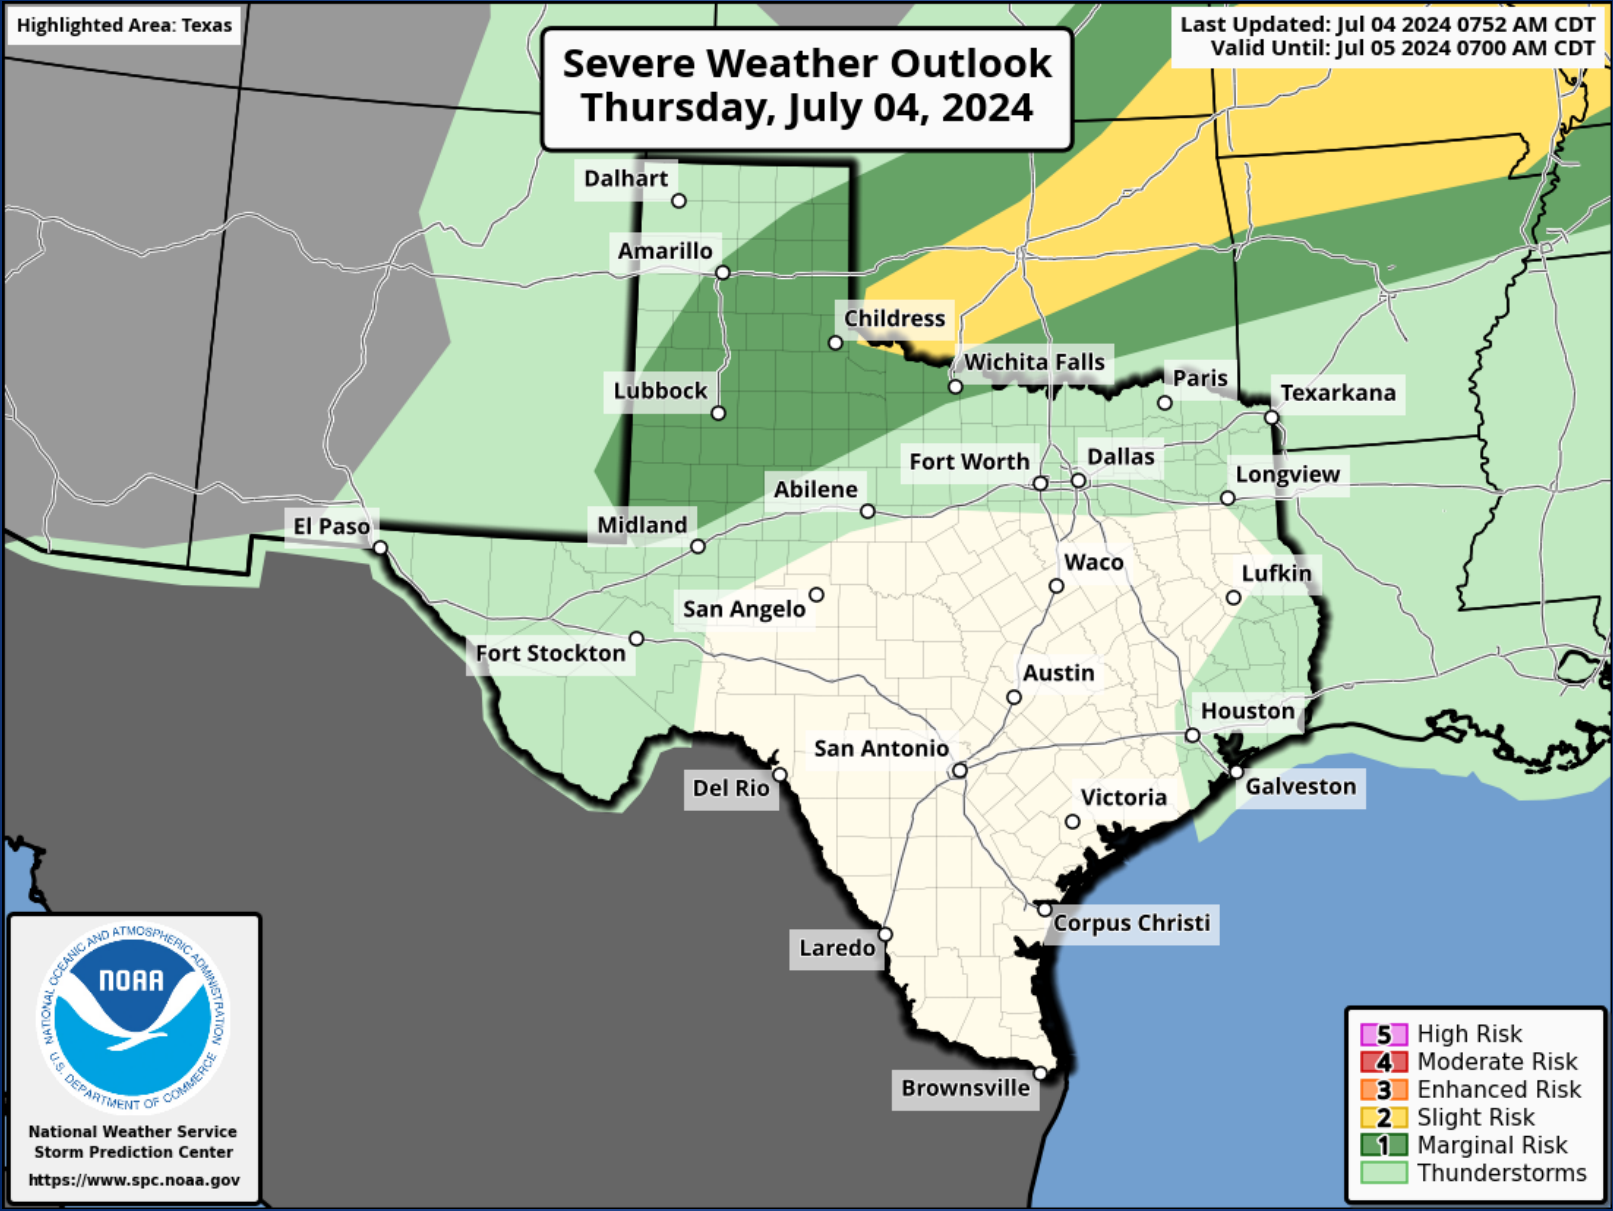 Highlighted Area: Texas
Severe Weather Outlook
Thursday, July 04, 2024
Last Updated: Jul 04 2024 0752 AM CDT
Valid Until: Jul 05 2024 0700 AM CDT
Dalhart
Amarillo
Childress
Wichita Falls
Lubbock
Paris
Texarkana
Fort Worth
Dallas
Longview
Abilene
El Paso
Midland
Waco
Lufkin
San Angelo
Fort Stockton
Austin
Houston
San Antonio
Del Rio
Galveston
Victoria
Corpus Christi
Laredo
Brownsville
NATIONAL OCEANIC AND ATMOSPHERIC ADMINISTRATION
NOAA
U.S. DEPARTMENT OF COMMERCE
National Weather Service
Storm Prediction Center
https://www.spc.noaa.gov
5 High Risk
4 Moderate Risk
3 Enhanced Risk
2 Slight Risk
1 Marginal Risk
Thunderstorms